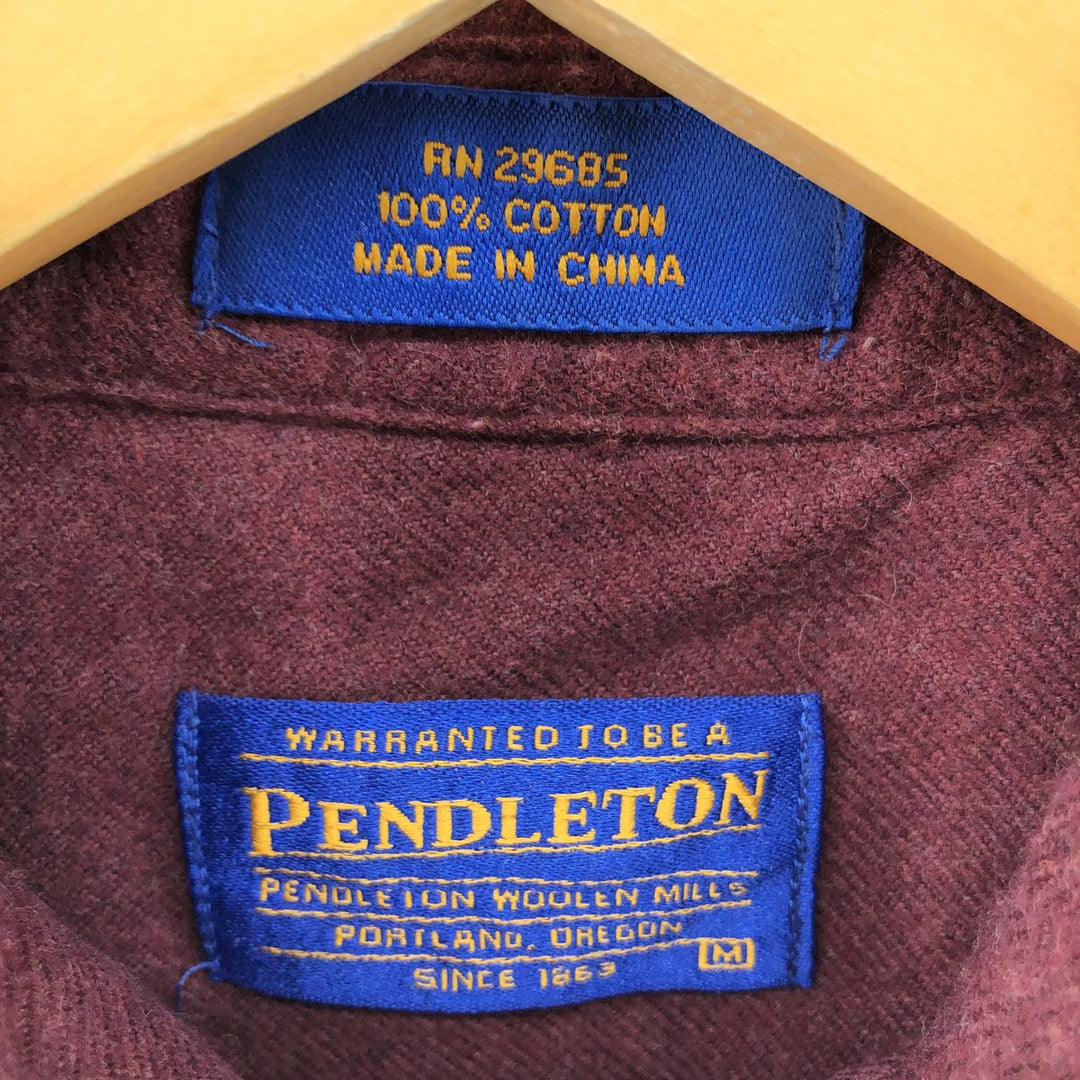 RN 29685
100% COTTON
MADE IN CHINA
WARRANTED TO BE A
PENDLETON
PENDLETON WOOLEN MILLS
PORTLAND, OREGON
SINCE 1863
M